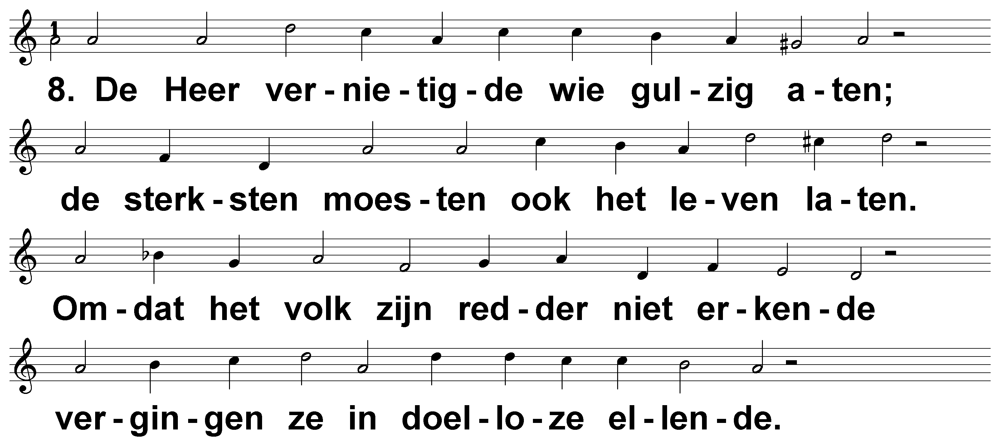 1
8. De Heer ver - nie - tig - de wie gul - zig a - ten;
de sterk - sten moes - ten ook het le - ven la - ten.
Om - dat het volk zijn red - der niet er - ken - de
ver - gin - gen ze in doel - lo - ze el - len - de.